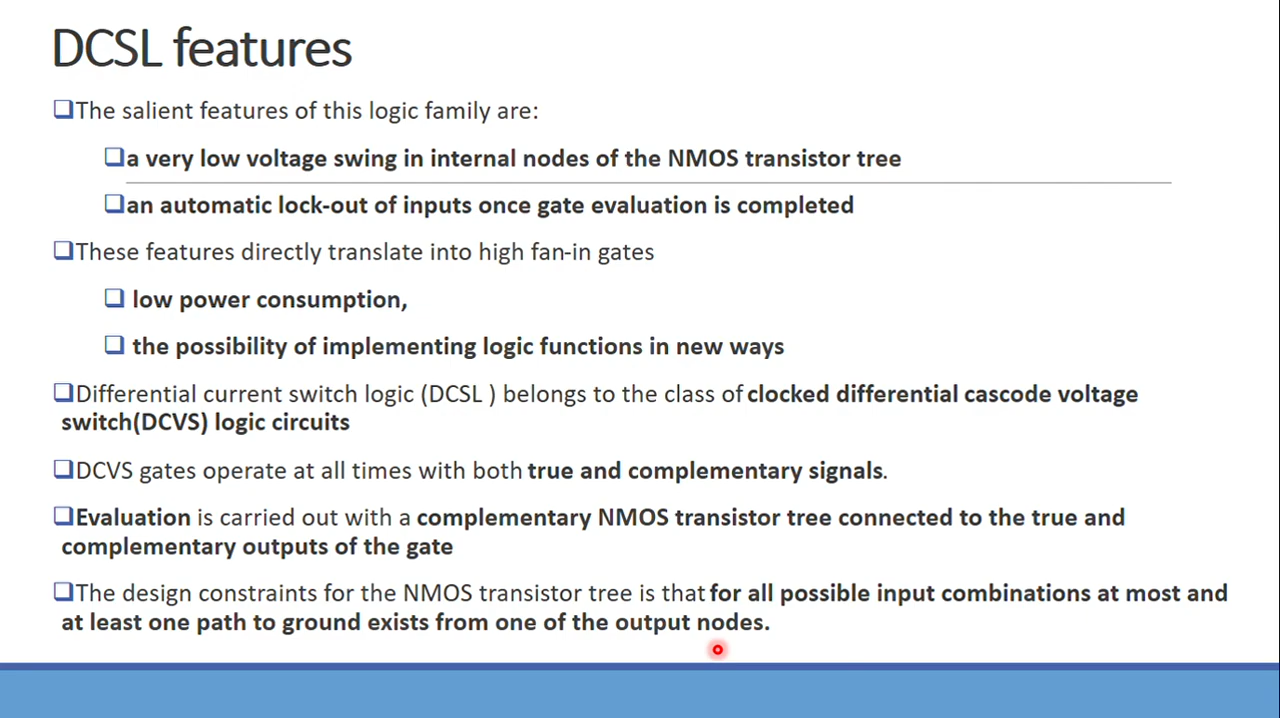 DCSL features
❑The salient features of this logic family are:
❑a very low voltage swing in internal nodes of the NMOS transistor tree
❑an automatic lock-out of inputs once gate evaluation is completed
❑These features directly translate into high fan-in gates
❑ low power consumption,
❑ the possibility of implementing logic functions in new ways
❑Differential current switch logic (DCSL ) belongs to the class of clocked differential cascode voltage
switch(DCVS) logic circuits
❑DCVS gates operate at all times with both true and complementary signals.
❑Evaluation is carried out with a complementary NMOS transistor tree connected to the true and
complementary outputs of the gate
❑The design constraints for the NMOS transistor tree is that for all possible input combinations at most and
at least one path to ground exists from one of the output nodes.